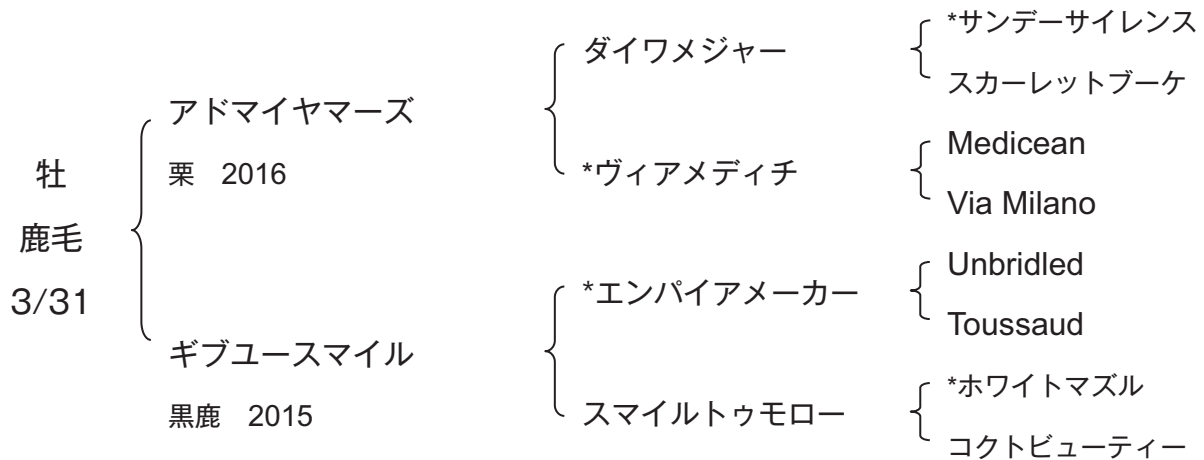 牡
鹿毛
3/31
アドマイヤマーズ
栗 2016
ギブユースマイル
黒鹿 2015
ダイワメジャー
*ヴィアメディチ
*エンパイアメーカー
スマイルトゥモロー
*サンデーサイレンス
スカーレットブーケ
Medicean
Via Milano
Unbridled
Toussaud
*ホワイトマズル
コクトビューティー